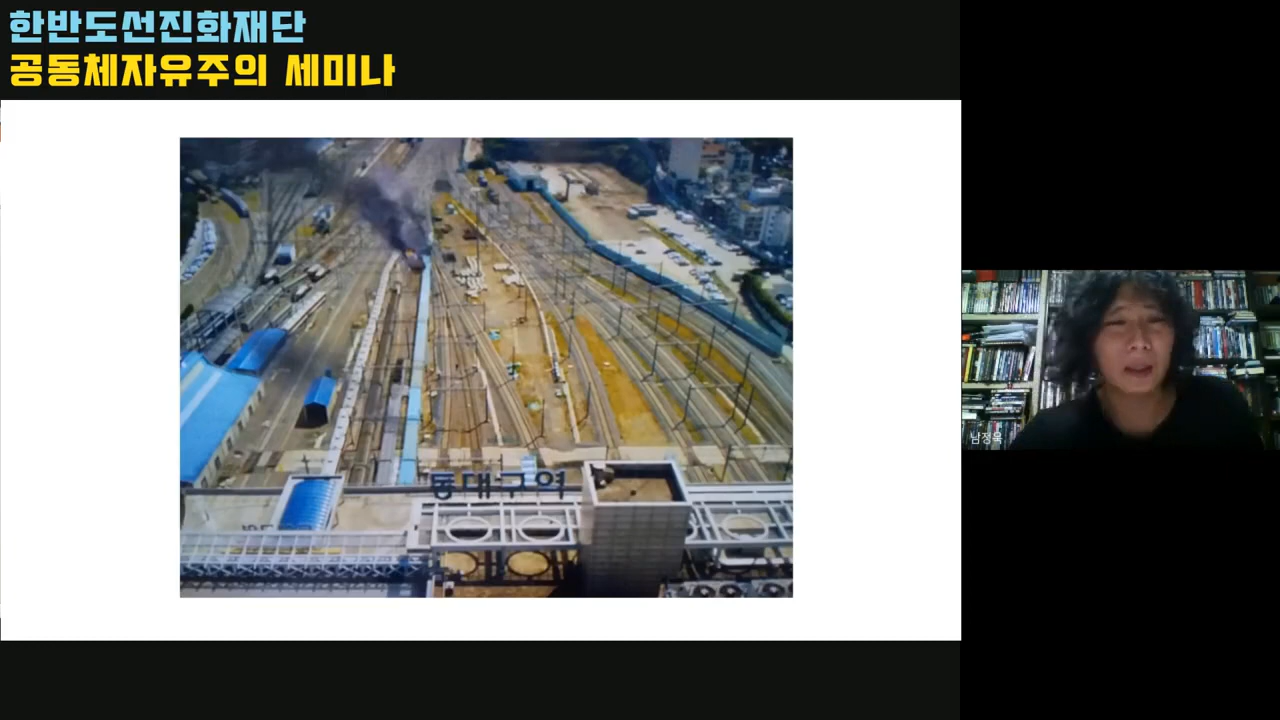 한반도선진화재단
공동체자유주의 세미나
동대구역
남정욱